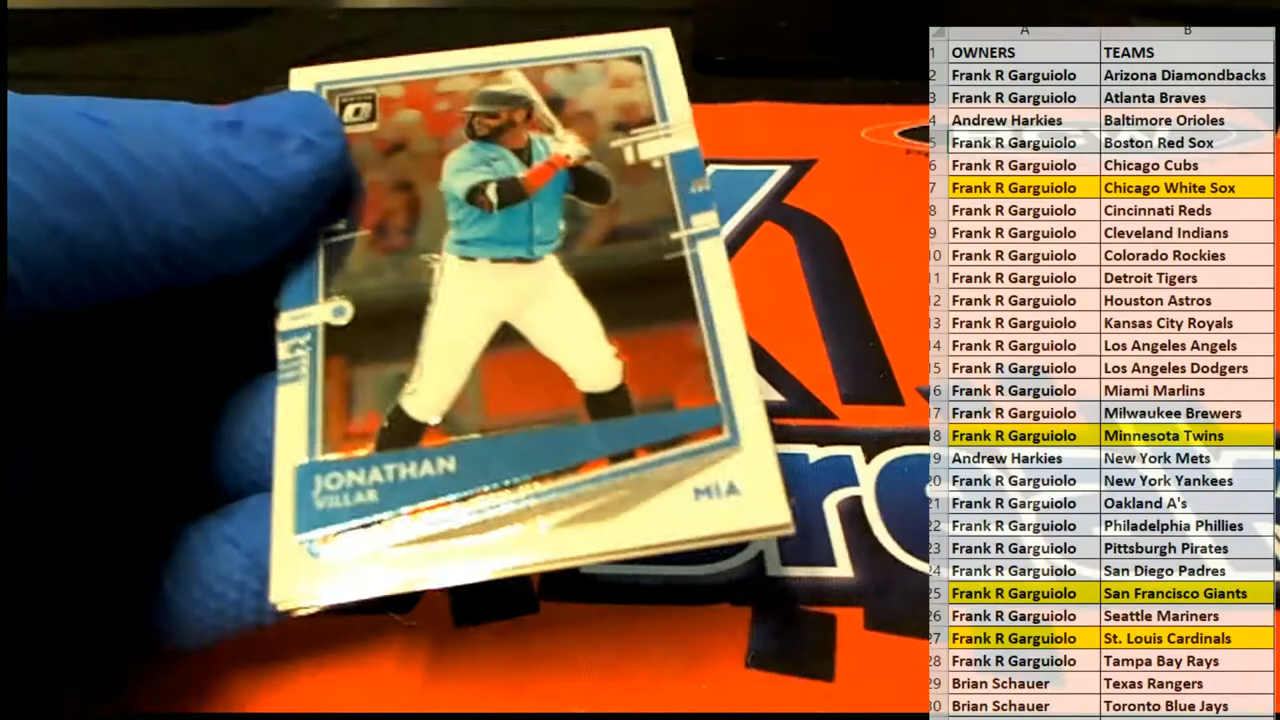 JONATHAN
VILLAR
MIA
A B
1 OWNERS TEAMS
2 Frank R Garguiolo Arizona Diamondbacks
3 Frank R Garguiolo Atlanta Braves
4 Andrew Harkies Baltimore Orioles
5 Frank R Garguiolo Boston Red Sox
6 Frank R Garguiolo Chicago Cubs
7 Frank R Garguiolo Chicago White Sox
8 Frank R Garguiolo Cincinnati Reds
9 Frank R Garguiolo Cleveland Indians
10 Frank R Garguiolo Colorado Rockies
11 Frank R Garguiolo Detroit Tigers
12 Frank R Garguiolo Houston Astros
13 Frank R Garguiolo Kansas City Royals
14 Frank R Garguiolo Los Angeles Angels
15 Frank R Garguiolo Los Angeles Dodgers
16 Frank R Garguiolo Miami Marlins
17 Frank R Garguiolo Milwaukee Brewers
18 Frank R Garguiolo Minnesota Twins
19 Andrew Harkies New York Mets
20 Frank R Garguiolo New York Yankees
21 Frank R Garguiolo Oakland A's
22 Frank R Garguiolo Philadelphia Phillies
23 Frank R Garguiolo Pittsburgh Pirates
24 Frank R Garguiolo San Diego Padres
25 Frank R Garguiolo San Francisco Giants
26 Frank R Garguiolo Seattle Mariners
27 Frank R Garguiolo St. Louis Cardinals
28 Frank R Garguiolo Tampa Bay Rays
29 Brian Schauer Texas Rangers
30 Brian Schauer Toronto Blue Jays